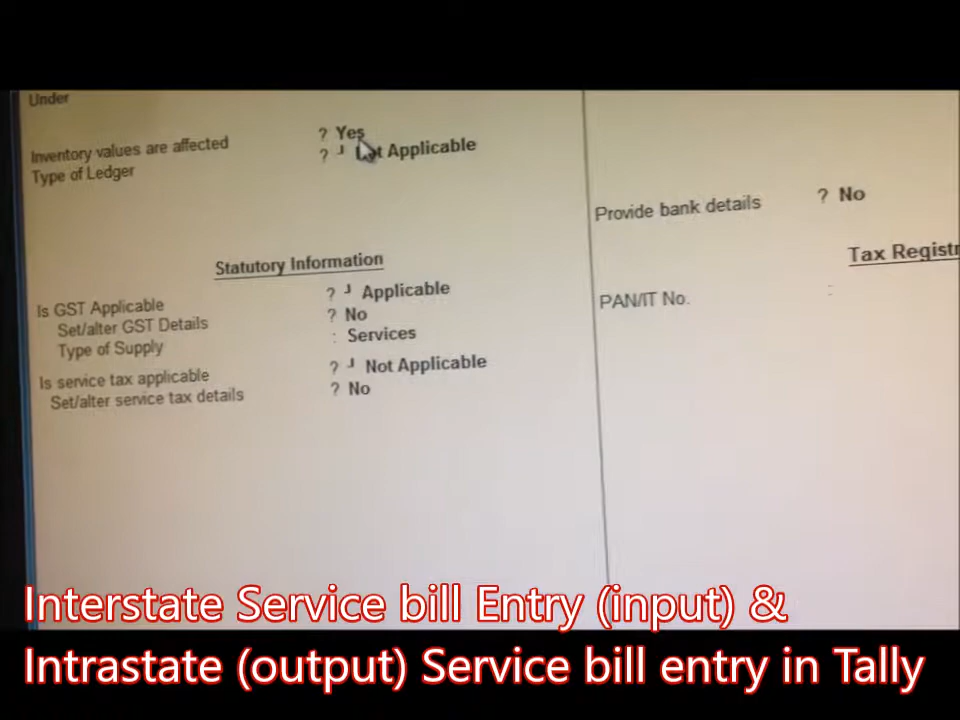 Under
Inventory values are affected ? Yes
Type of Ledger ? ┘ Not Applicable
Provide bank details ? No
Statutory Information
Tax Registr
Is GST Applicable ? ┘ Applicable
Set/alter GST Details ? No
Type of Supply : Services
PAN/IT No. :
Is service tax applicable ? ┘ Not Applicable
Set/alter service tax details ? No
Interstate Service bill Entry (input) &
Intrastate (output) Service bill entry in Tally